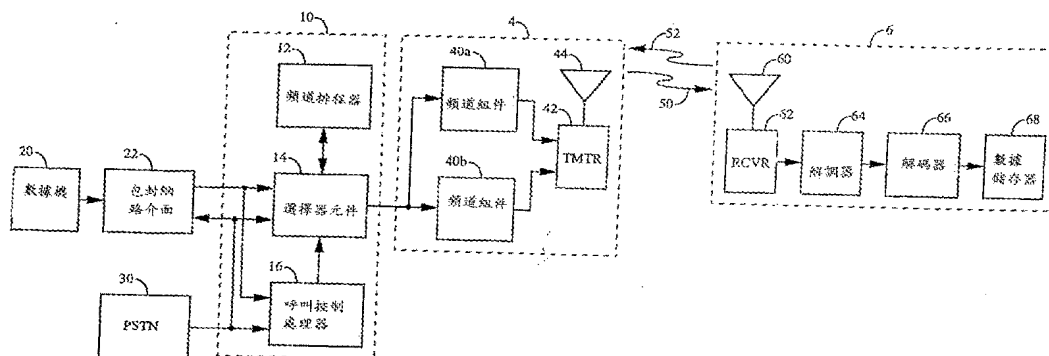 10
12
頻道排程器
14
選擇器元件
16
呼叫控制
處理器
20
數據機
22
包封網
路介面
30
PSTN
4
40a
頻道組件
40b
頻道組件
44
42
TMTR
52
50
6
60
62
RCVR
64
解調器
66
解碼器
68
數據
儲存器